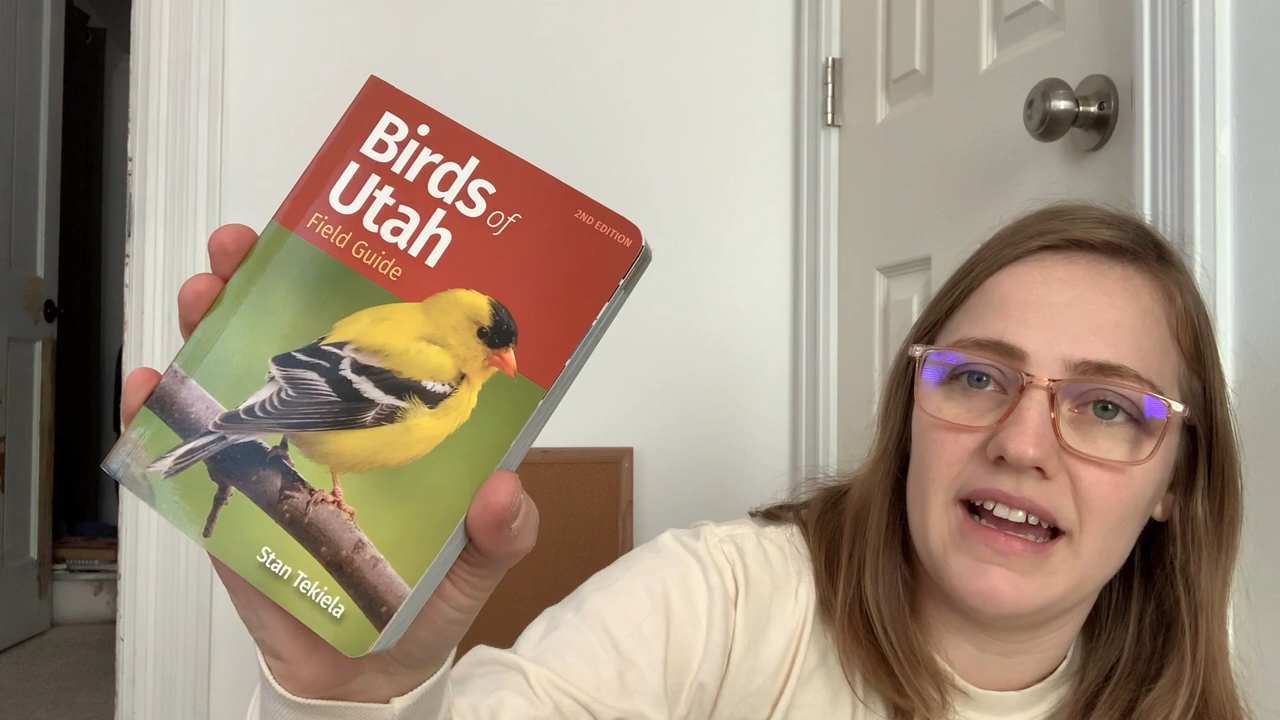 Birds of
Utah
Field Guide
2ND EDITION
Stan Tekiela